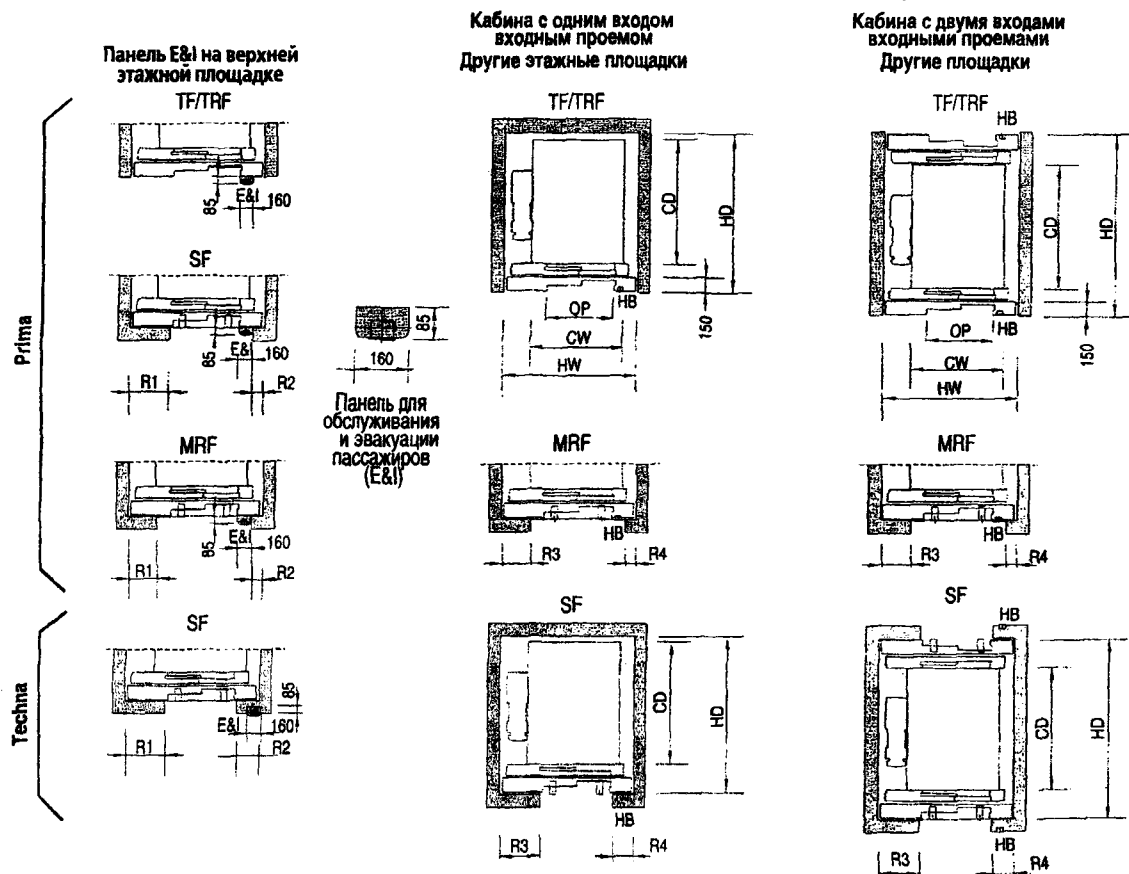 Панель E&I на верхней
этажной площадке
Кабина с одним входом
входным проемом
Другие этажные площадки
Кабина с двумя входами
входными проемами
Другие площадки
Prima
TF/TRF
85
E&I
160
TF/TRF
CD
HD
HB
OP
150
CW
HW
TF/TRF
HB
CD
HD
HB
OP
150
CW
HW
SF
85
E&I
160
R1
R2
85
160
Панель для
обслуживания
и эвакуации
пассажиров
(E&I)
MRF
85
E&I
160
R1
R2
MRF
HB
R3
R4
MRF
HB
R3
R4
Techna
SF
85
E&I
160
R1
R2
SF
CD
HD
HB
R3
R4
SF
HB
CD
HD
HB
R3
R4